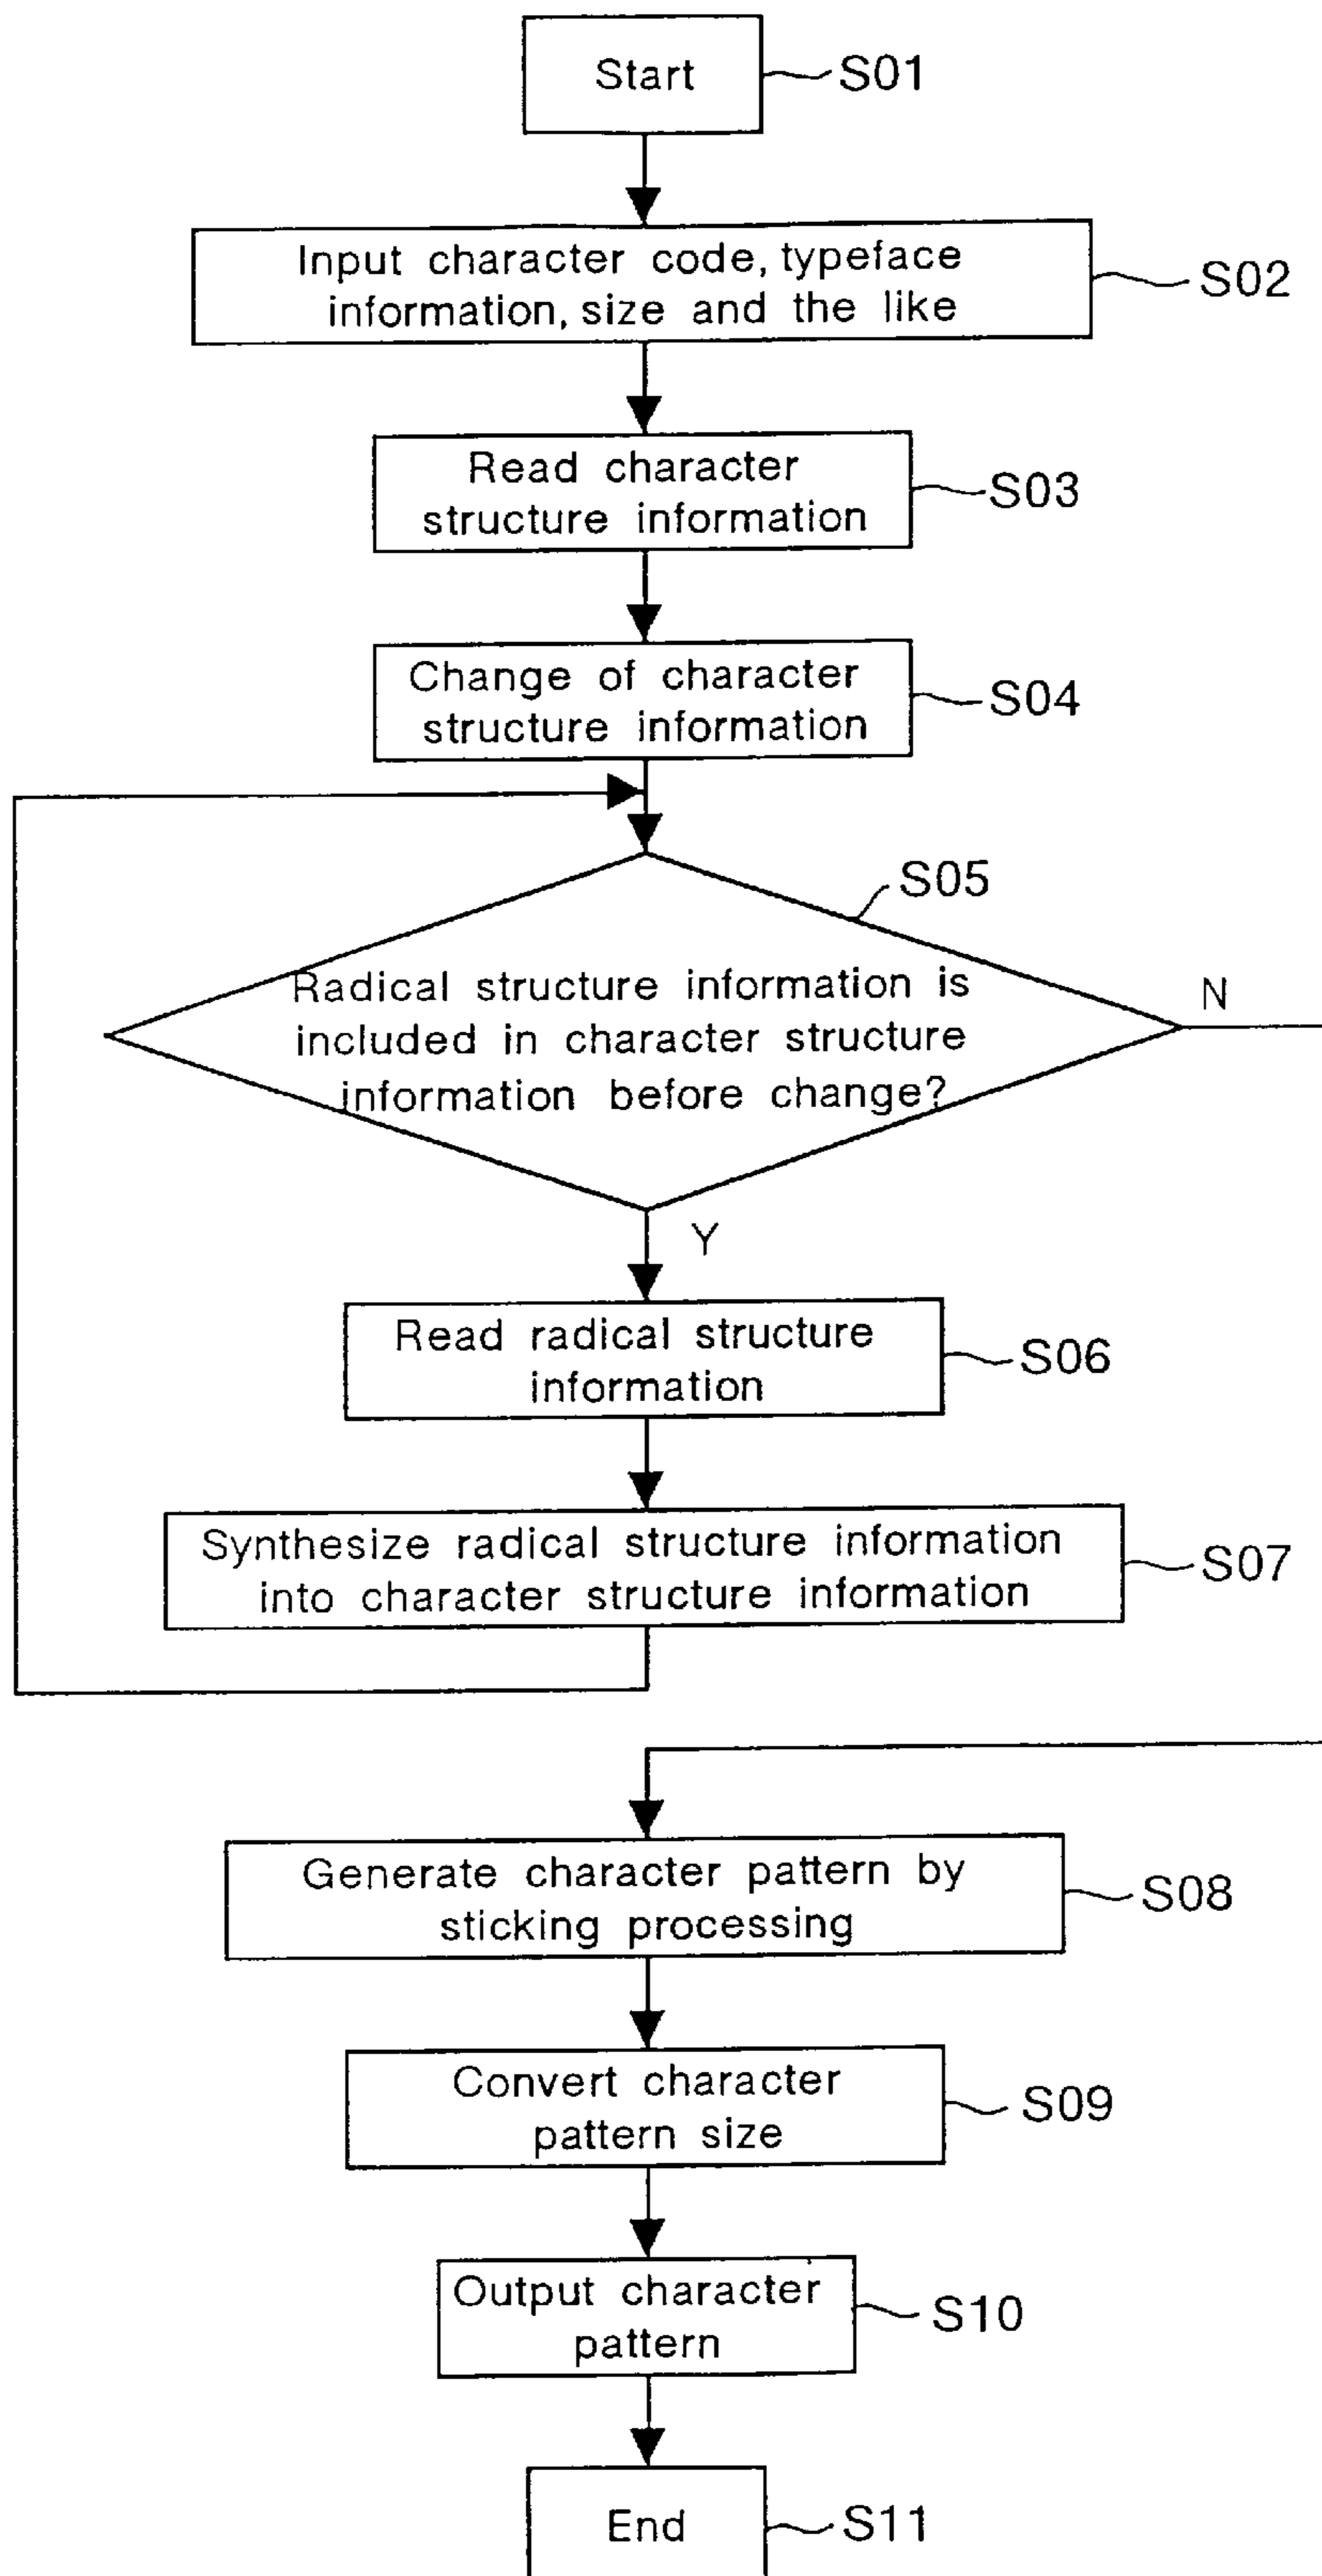 Start
S01
Input character code, typeface
information, size and the like
S02
Read character
structure information
S03
Change of character
structure information
S04
S05
Radical structure information is
included in character structure
information before change?
N
Y
Read radical structure
information
S06
Synthesize radical structure information
into character structure information
S07
Generate character pattern by
sticking processing
S08
Convert character
pattern size
S09
Output character
pattern
S10
End
S11